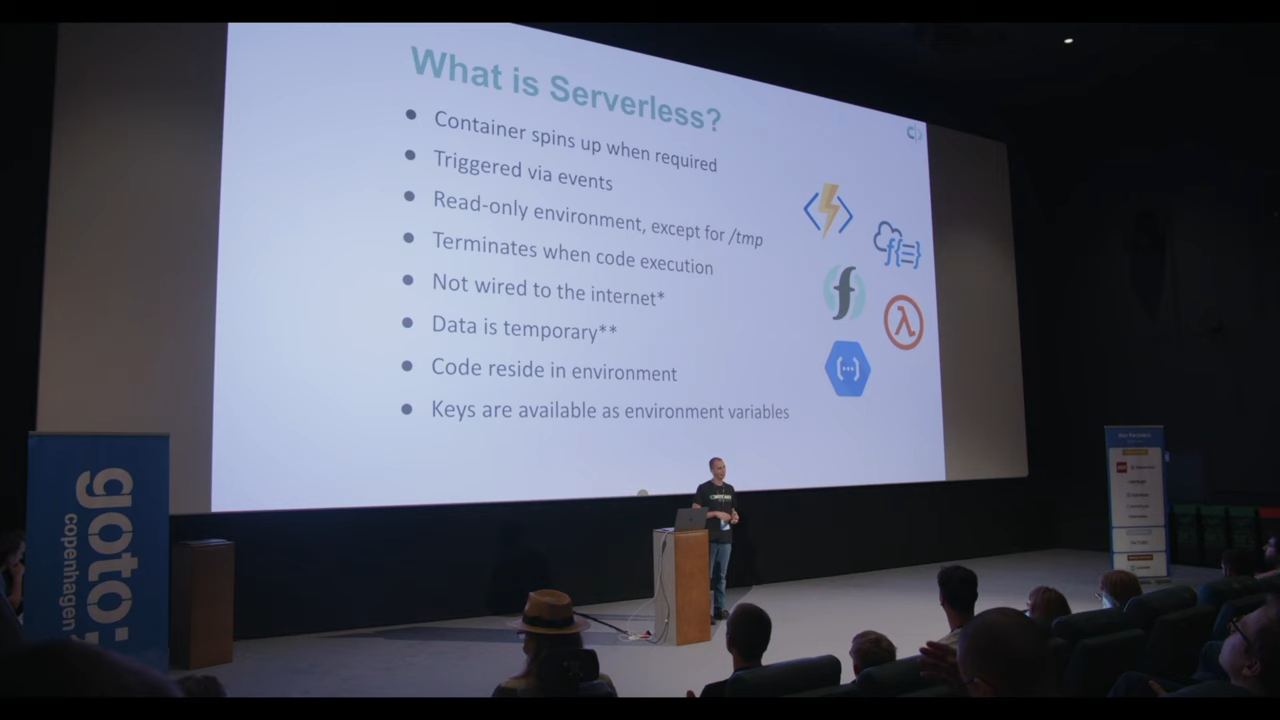 What is Serverless?
Container spins up when required
Triggered via events
Read-only environment, except for /tmp
Terminates when code execution
Not wired to the internet*
Data is temporary**
Code reside in environment
Keys are available as environment variables
goto;
copenhagen